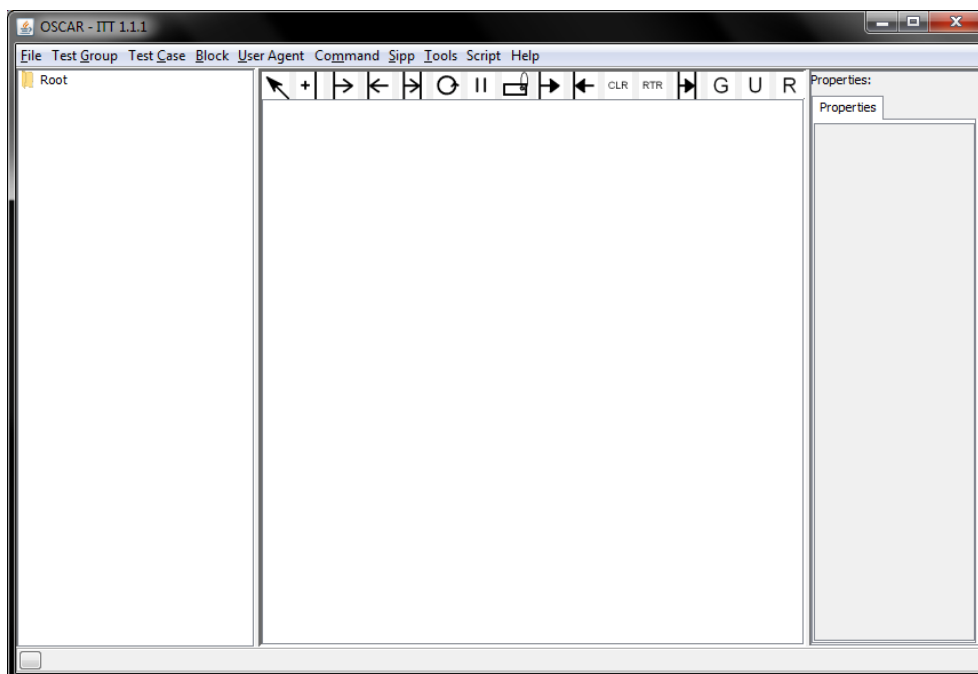 OSCAR - ITT 1.1.1
File Test Group Test Case Block User Agent Command Sipp Tools Script Help
Root
CLR RTR G U R
Properties:
Properties